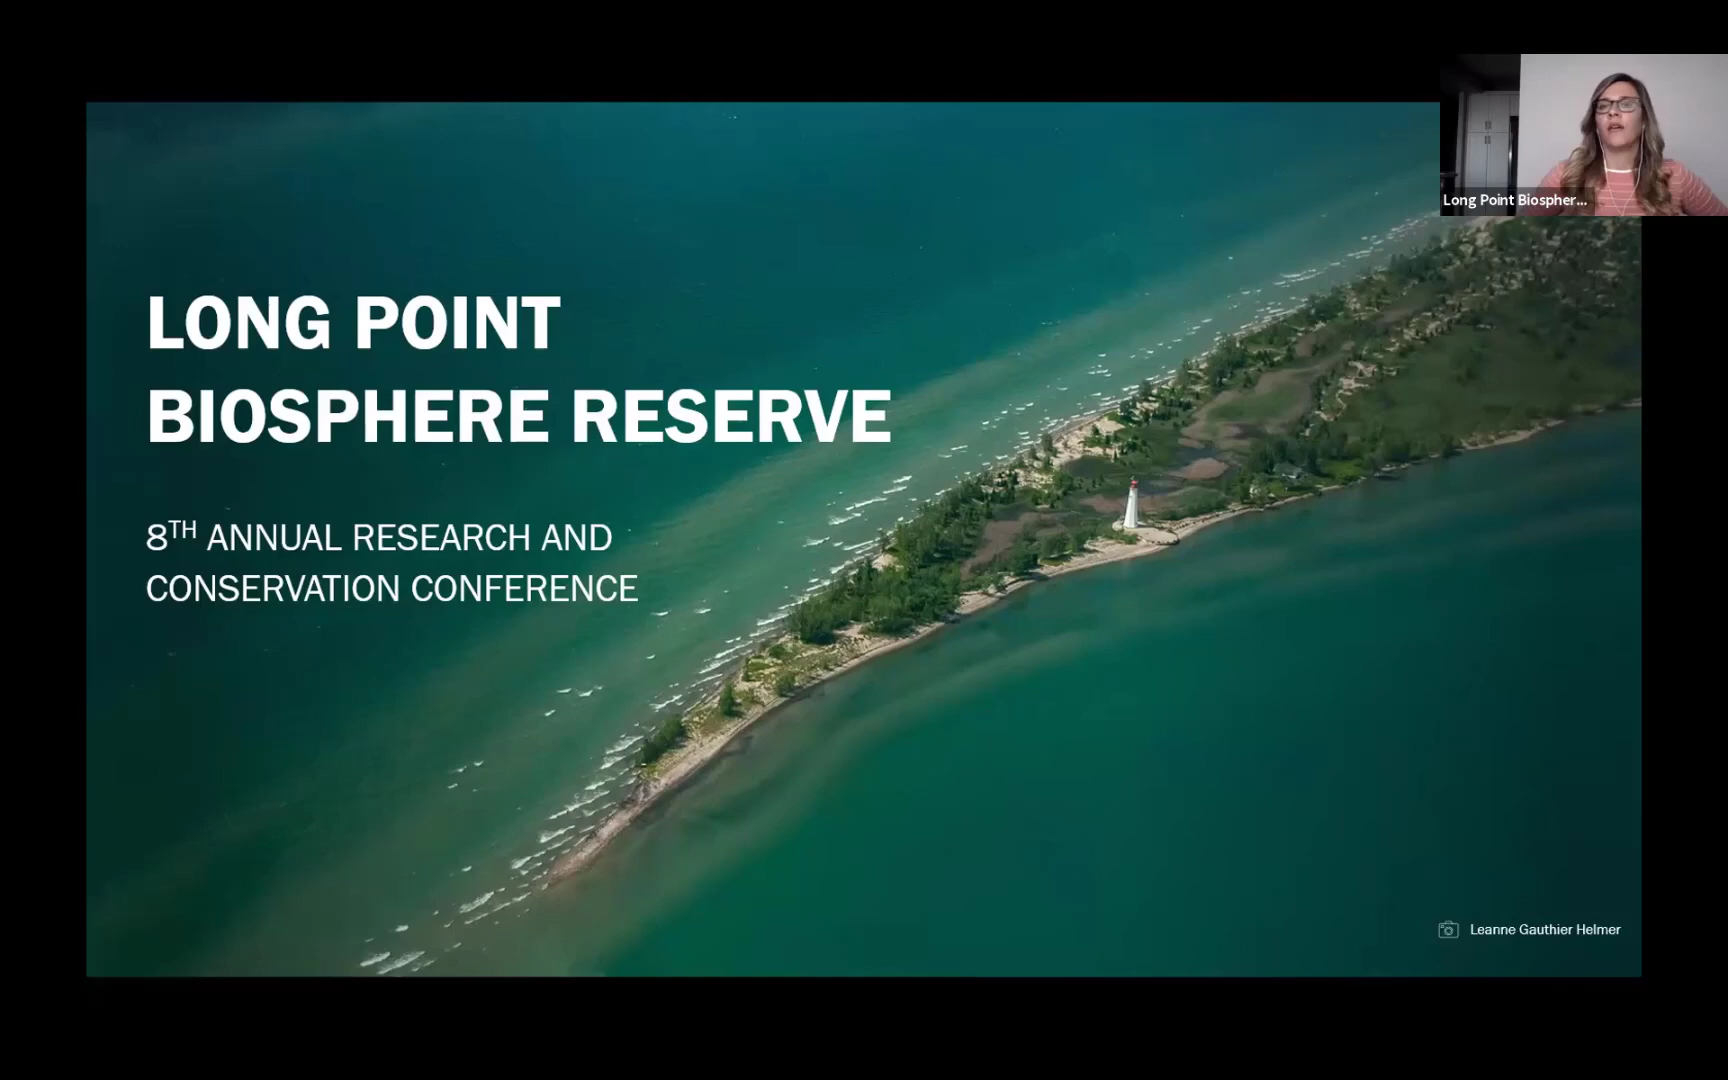 Long Point Biospher...
LONG POINT
BIOSPHERE RESERVE
8TH ANNUAL RESEARCH AND
CONSERVATION CONFERENCE
Leanne Gauthier Helmer